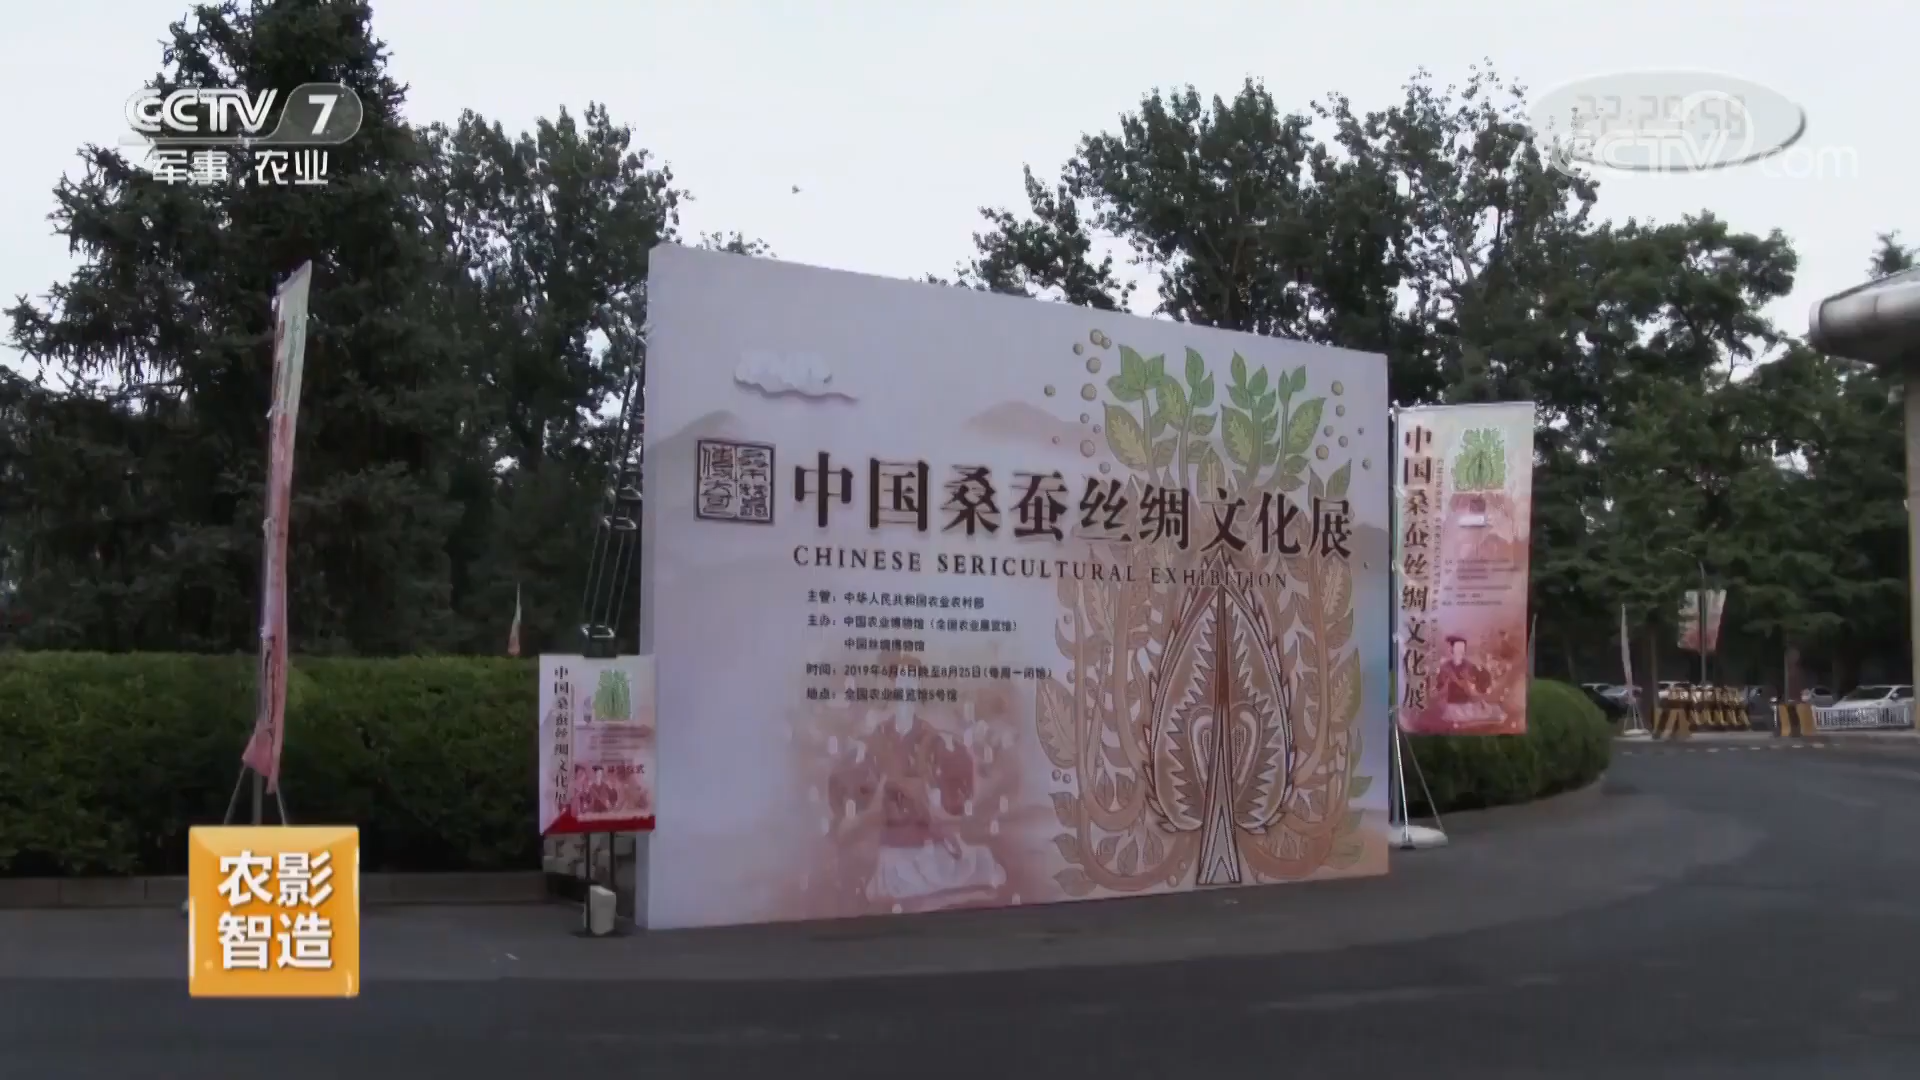 CCTV 7
军事·农业
22:29:58
CCTV.com
中国桑蚕丝绸文化展
CHINESE SERICULTURAL EXHIBITION
主管：中华人民共和国农业农村部
主办：中国农业博物馆（全国农业展览馆）
中国丝绸博物馆
时间：2019年6月6日晚至8月25日（每周一闭馆）
地点：全国农业展览馆5号馆
中国桑蚕丝绸文化展
中国桑蚕丝绸文化展
农影
智造